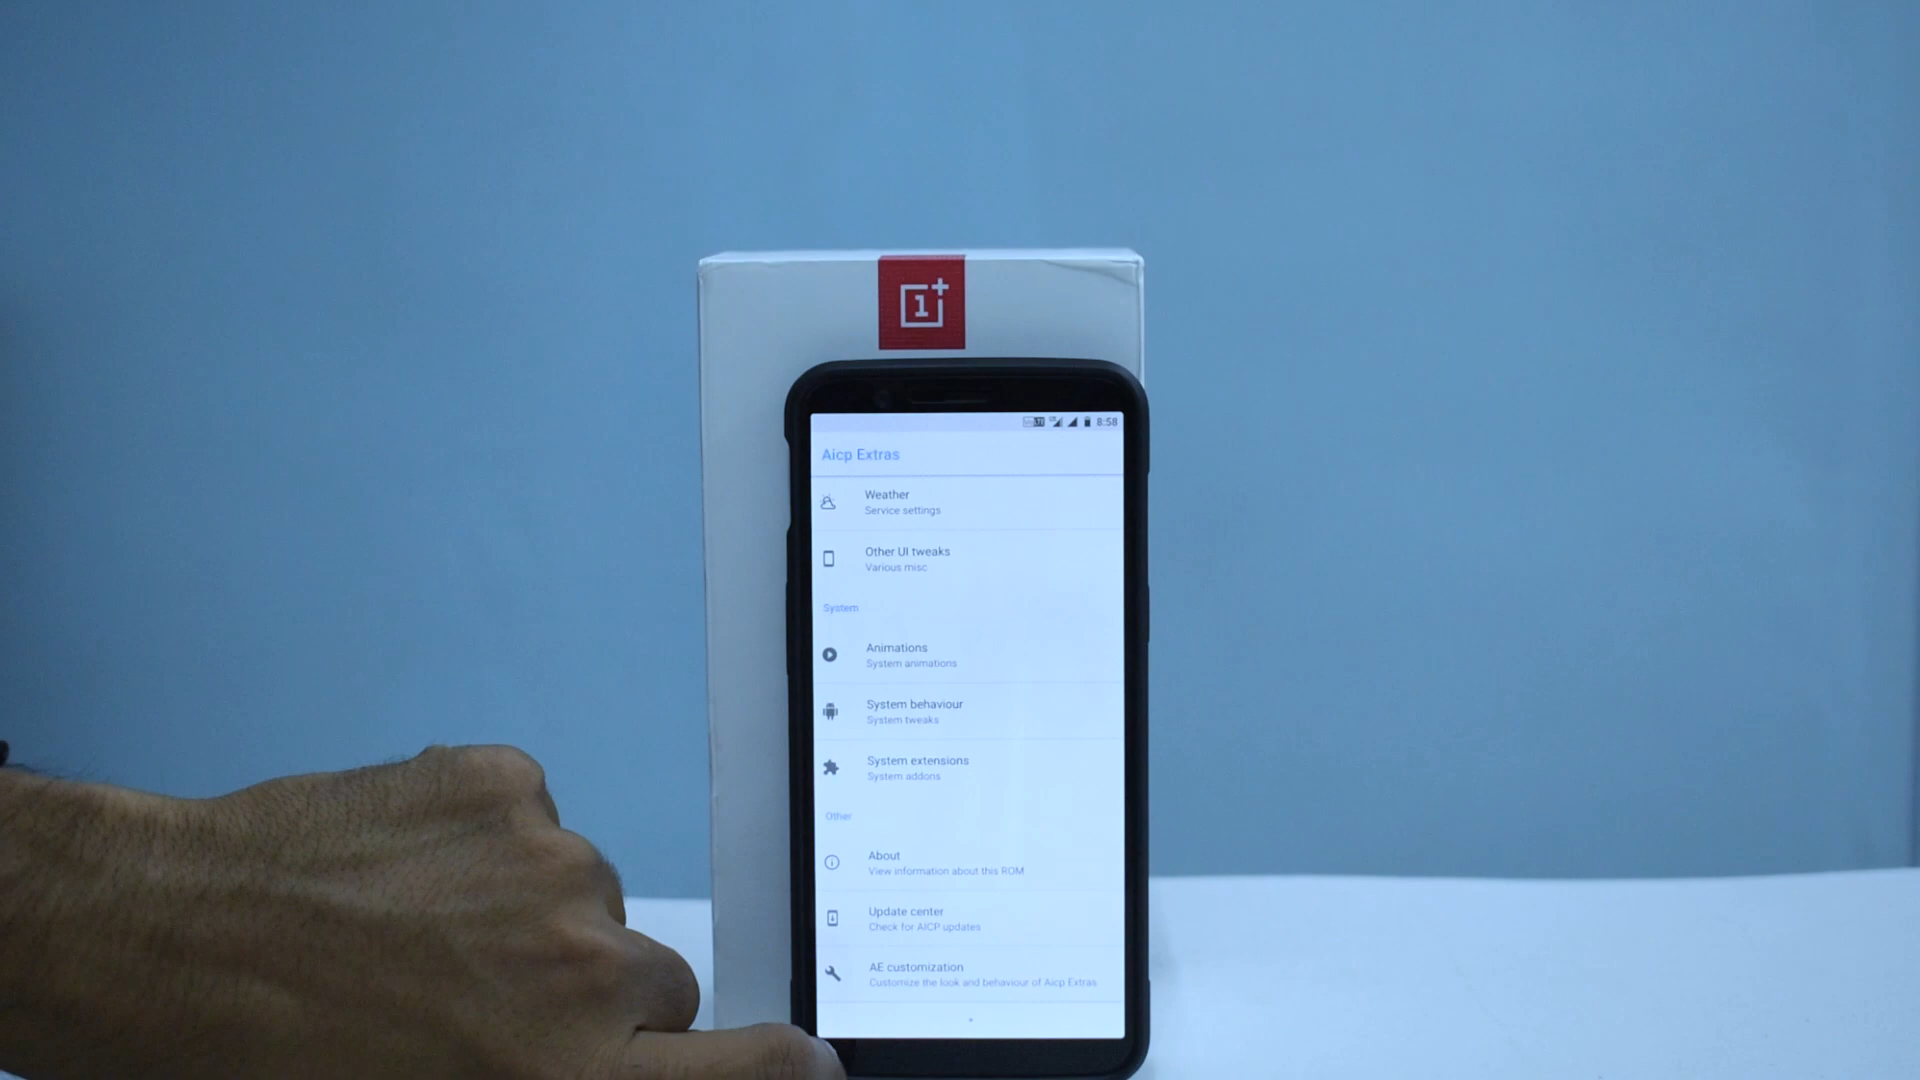 1+
LTE
8:58
Aicp Extras
Weather
Service settings
Other UI tweaks
Various misc
System
Animations
System animations
System behaviour
System tweaks
System extensions
System addons
Other
About
View information about this ROM
Update center
Check for AICP updates
AE customization
Customize the look and behaviour of Aicp Extras